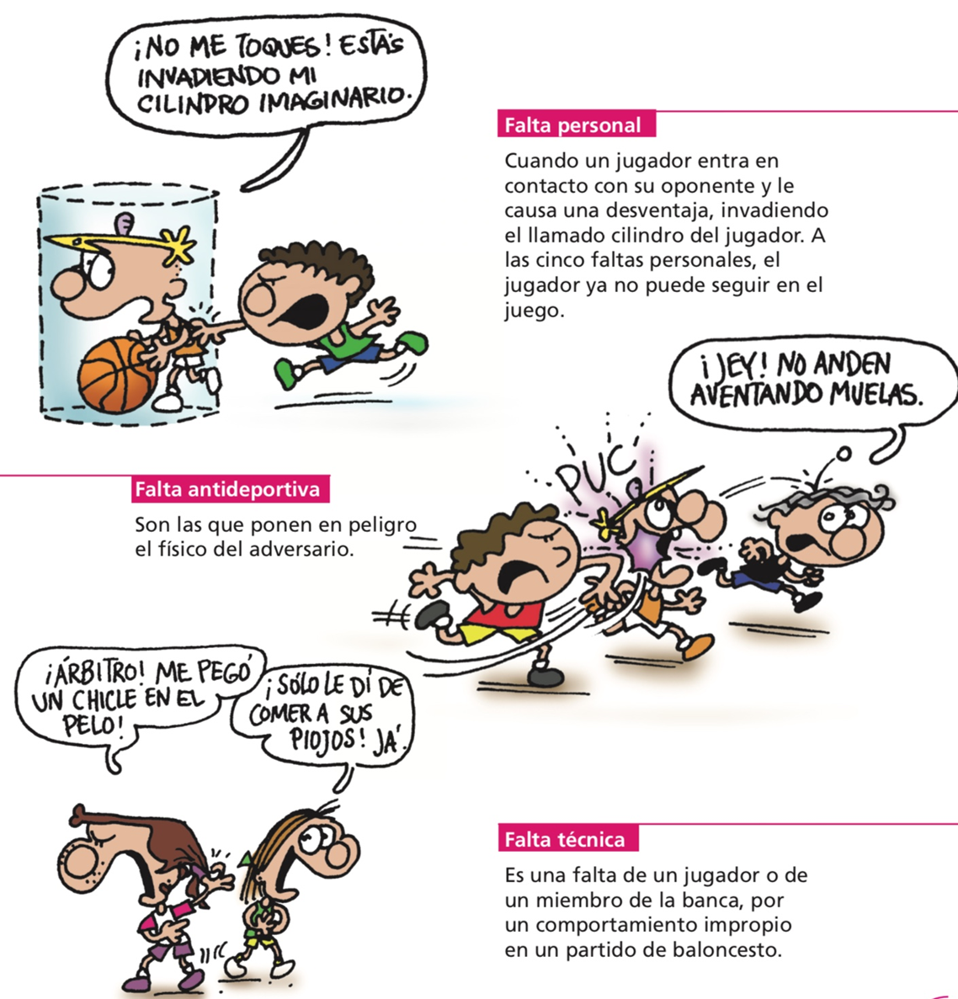 ¡NO ME TOQUES! ESTÁS
INVADIENDO MI
CILINDRO IMAGINARIO.
Falta personal
Cuando un jugador entra en
contacto con su oponente y le
causa una desventaja, invadiendo
el llamado cilindro del jugador. A
las cinco faltas personales, el
jugador ya no puede seguir en el
juego.
¡JEY! NO ANDEN
AVENTANDO MUELAS.
PUC
Falta antideportiva
Son las que ponen en peligro
el físico del adversario.
¡ÁRBITRO! ME PEGÓ
UN CHICLE EN EL
PELO!
¡SÓLO LE DÍ DE
COMER A SUS
PIOJOS! JÁ.
Falta técnica
Es una falta de un jugador o de
un miembro de la banca, por
un comportamiento impropio
en un partido de baloncesto.